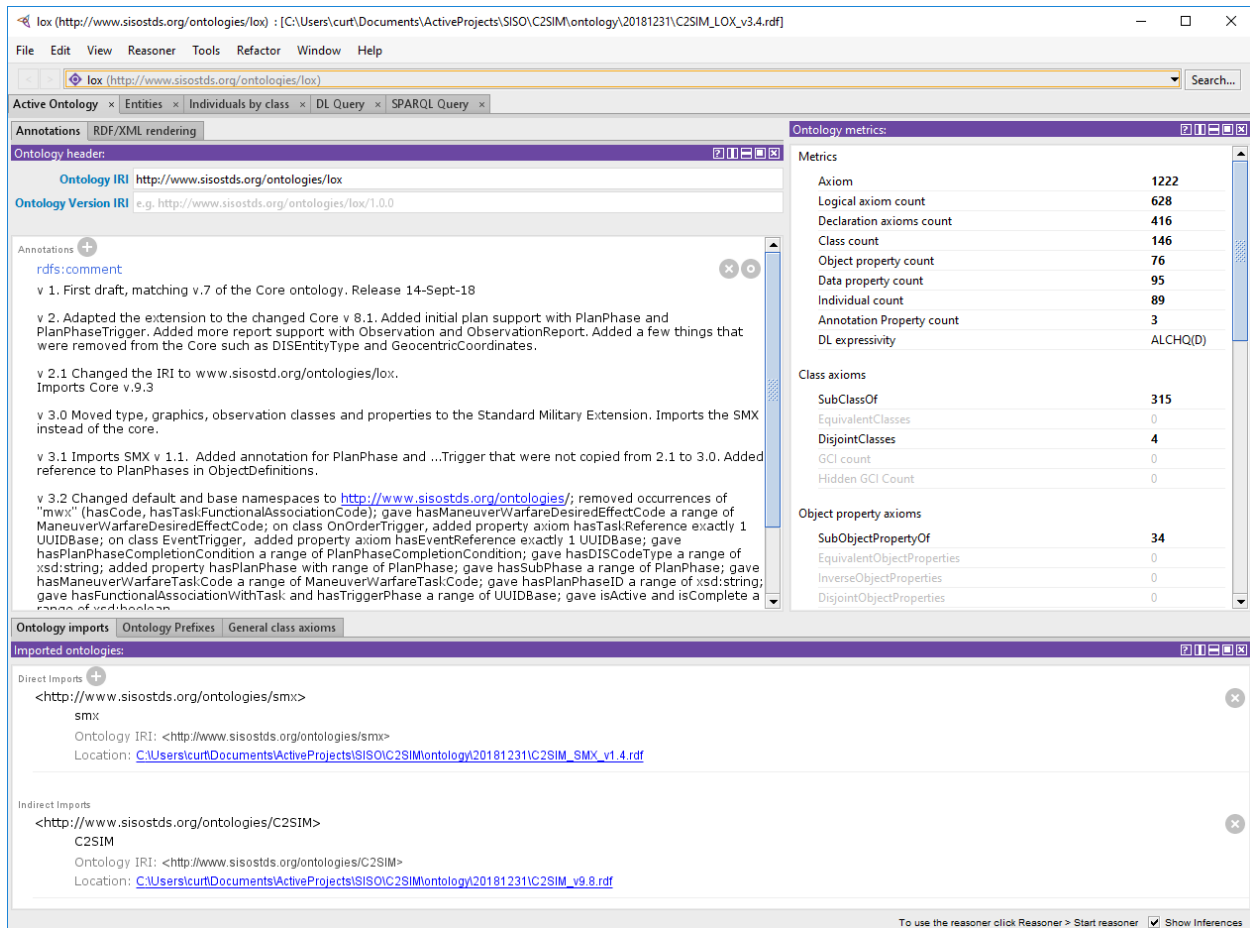 lox (http://www.sisostds.org/ontologies/lox) : [C:\Users\curt\Documents\ActiveProjects\SISO\C2SIM\ontology\20181231\C2SIM_LOX_v3.4.rdf]
File Edit View Reasoner Tools Refactor Window Help
lox (http://www.sisostds.org/ontologies/lox)
Search...
Active Ontology × Entities × Individuals by class × DL Query × SPARQL Query ×
Annotations RDF/XML rendering
Ontology header:
Ontology IRI http://www.sisostds.org/ontologies/lox
Ontology Version IRI e.g. http://www.sisostds.org/ontologies/lox/1.0.0
Annotations
rdfs:comment
v 1. First draft, matching v.7 of the Core ontology. Release 14-Sept-18
v 2. Adapted the extension to the changed Core v 8.1. Added initial plan support with PlanPhase and
PlanPhaseTrigger. Added more report support with Observation and ObservationReport. Added a few things that
were removed from the Core such as DISEntityType and GeocentricCoordinates.
v 2.1 Changed the IRI to www.sisostd.org/ontologies/lox.
Imports Core v.9.3
v 3.0 Moved type, graphics, observation classes and properties to the Standard Military Extension. Imports the SMX
instead of the core.
v 3.1 Imports SMX v 1.1.  Added annotation for PlanPhase and ...Trigger that were not copied from 2.1 to 3.0. Added
reference to PlanPhases in ObjectDefinitions.
v 3.2 Changed default and base namespaces to http://www.sisostds.org/ontologies/; removed occurrences of
"mwx" (hasCode, hasTaskFunctionalAssociationCode); gave hasManeuverWarfareDesiredEffectCode a range of
ManeuverWarfareDesiredEffectCode; on class OnOrderTrigger, added property axiom hasTaskReference exactly 1
UUIDBase; on class EventTrigger,  added property axiom hasEventReference exactly 1 UUIDBase; gave
hasPlanPhaseCompletionCondition a range of PlanPhaseCompletionCondition; gave hasDISCodeType a range of
xsd:string; added property hasPlanPhase with range of PlanPhase; gave hasSubPhase a range of PlanPhase; gave
hasManeuverWarfareTaskCode a range of ManeuverWarfareTaskCode; gave hasPlanPhaseID a range of xsd:string;
gave hasFunctionalAssociationWithTask and hasTriggerPhase a range of UUIDBase; gave isActive and isComplete a
range of xsd:boolean
Ontology metrics:
Metrics
Axiom 1222
Logical axiom count 628
Declaration axioms count 416
Class count 146
Object property count 76
Data property count 95
Individual count 89
Annotation Property count 3
DL expressivity ALCHQ(D)
Class axioms
SubClassOf 315
EquivalentClasses 0
DisjointClasses 4
GCI count 0
Hidden GCI Count 0
Object property axioms
SubObjectPropertyOf 34
EquivalentObjectProperties 0
InverseObjectProperties 0
DisjointObjectProperties 0
Ontology imports Ontology Prefixes General class axioms
Imported ontologies:
Direct Imports
<http://www.sisostds.org/ontologies/smx>
smx
Ontology IRI: <http://www.sisostds.org/ontologies/smx>
Location: C:\Users\curt\Documents\ActiveProjects\SISO\C2SIM\ontology\20181231\C2SIM_SMX_v1.4.rdf
Indirect Imports
<http://www.sisostds.org/ontologies/C2SIM>
C2SIM
Ontology IRI: <http://www.sisostds.org/ontologies/C2SIM>
Location: C:\Users\curt\Documents\ActiveProjects\SISO\C2SIM\ontology\20181231\C2SIM_v9.8.rdf
To use the reasoner click Reasoner > Start reasoner Show Inferences